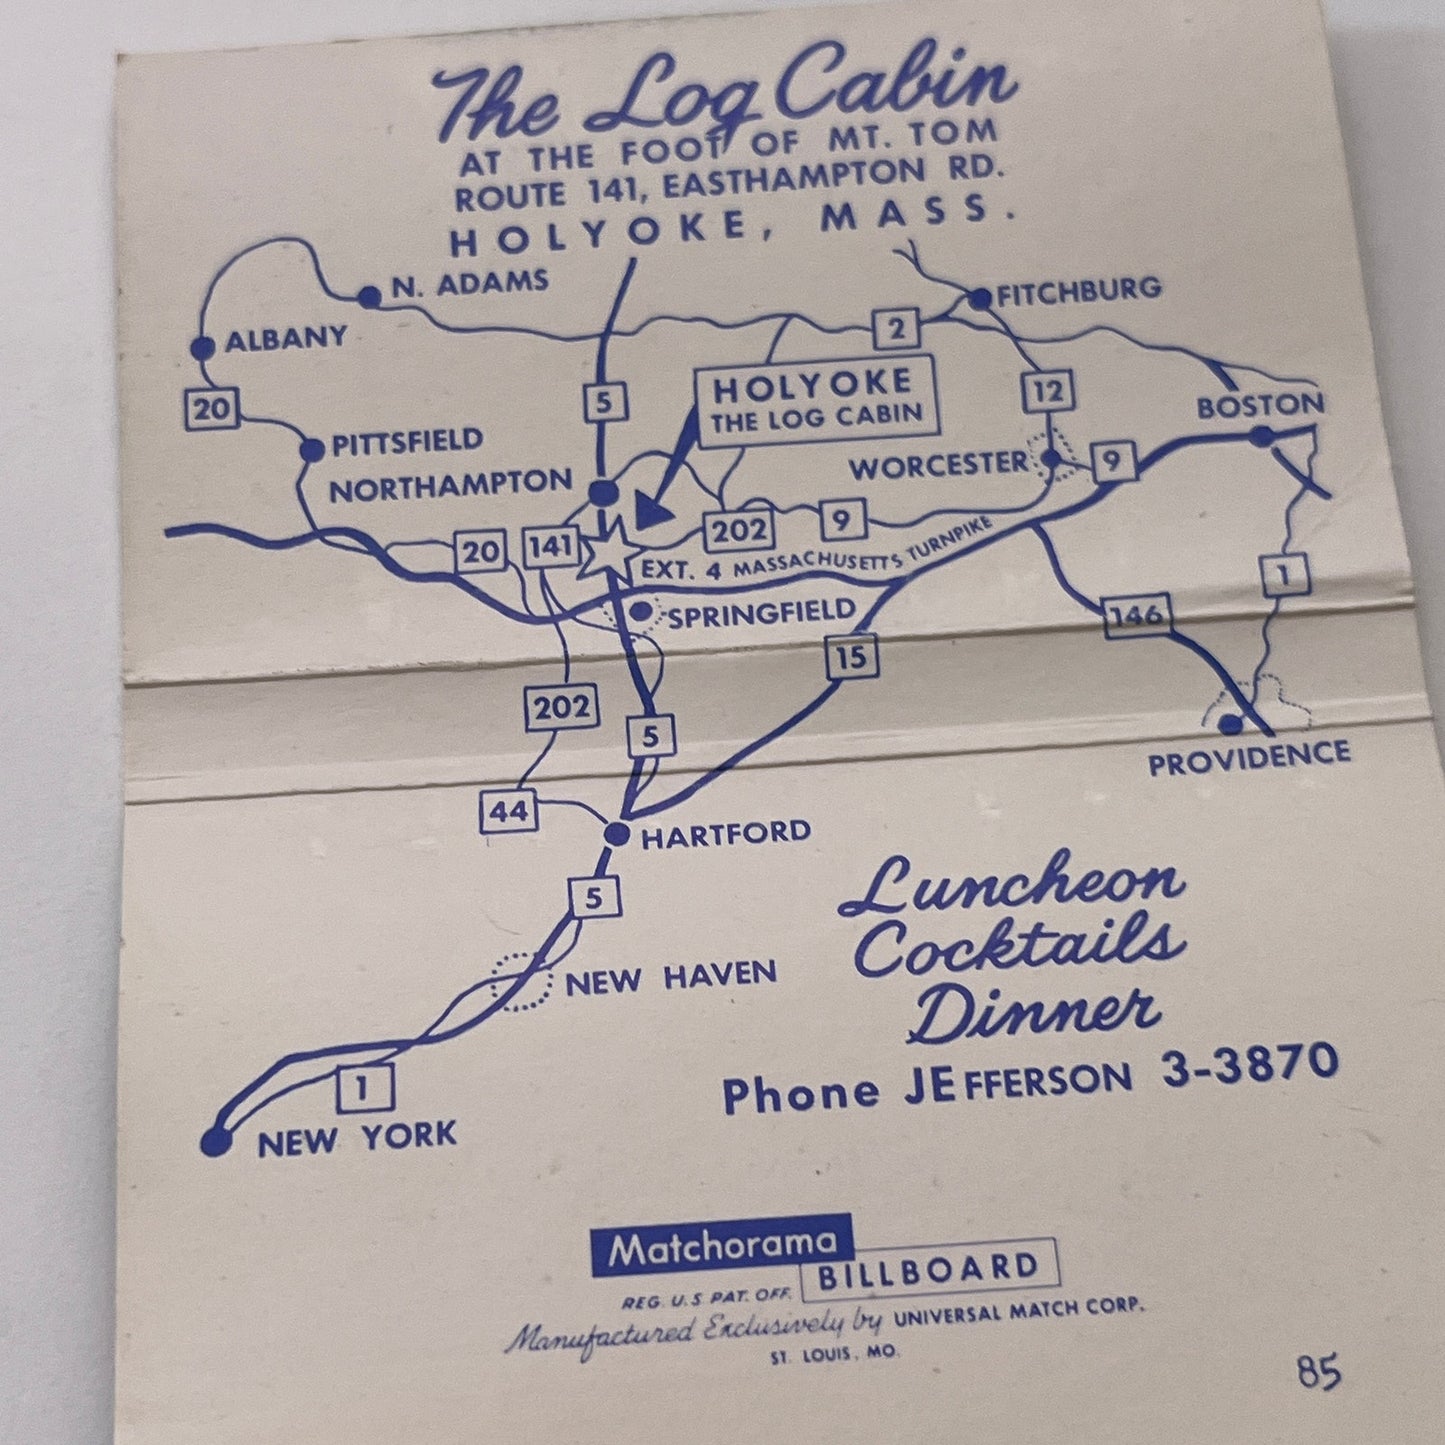 The Log Cabin
AT THE FOOT OF MT. TOM
ROUTE 141, EASTHAMPTON RD.
HOLYOKE, MASS.
N. ADAMS
FITCHBURG
ALBANY
2
20
5
HOLYOKE
THE LOG CABIN
12
BOSTON
PITTSFIELD
NORTHAMPTON
WORCESTER
9
20
141
202
9
EXT. 4 MASSACHUSETTS TURNPIKE
1
SPRINGFIELD
146
15
202
5
PROVIDENCE
44
HARTFORD
5
Luncheon
Cocktails
Dinner
NEW HAVEN
Phone JEFFERSON 3-3870
1
NEW YORK
Matchorama
BILLBOARD
REG. U.S. PAT. OFF.
Manufactured Exclusively by UNIVERSAL MATCH CORP.
ST. LOUIS, MO.
85